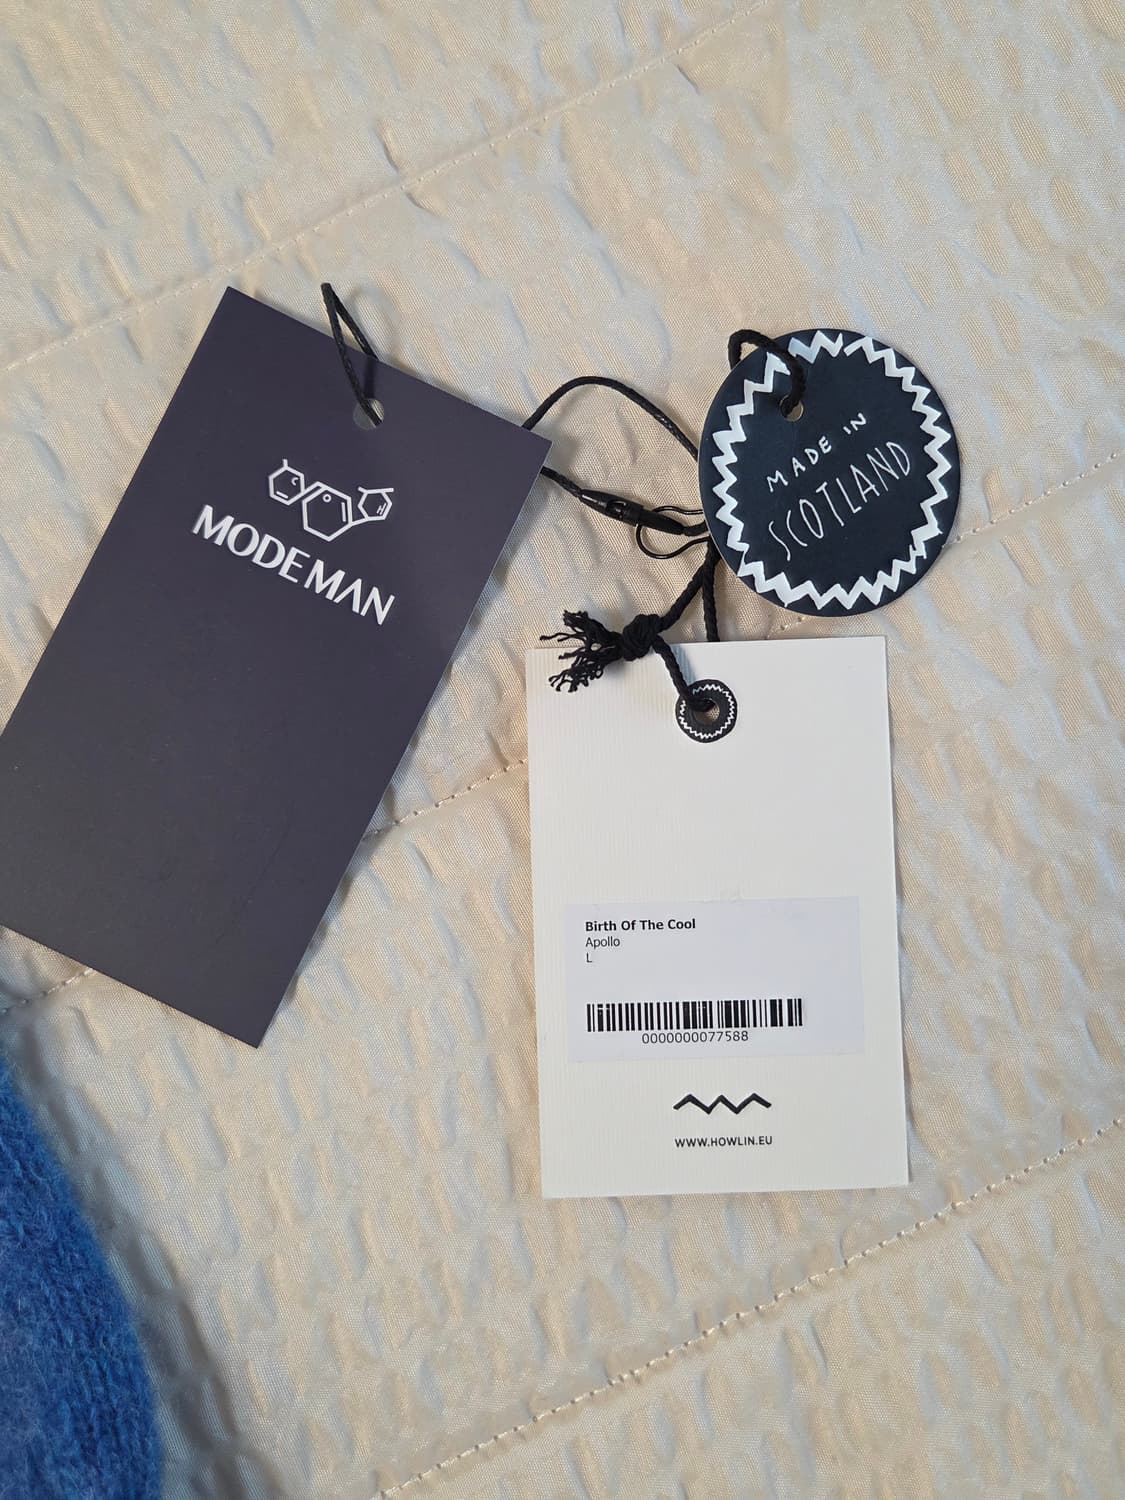 MODE MAN
MADE IN
SCOTLAND
Birth Of The Cool
Apollo
L
0000000077588
WWW.HOWLIN.EU